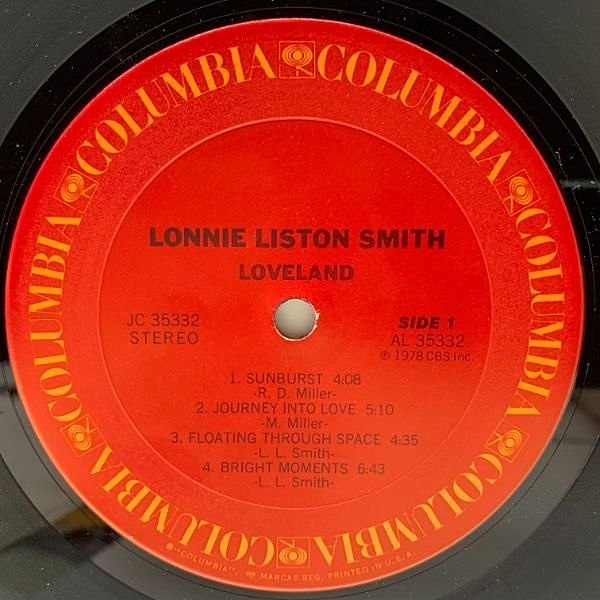 COLUMBIA COLUMBIA COLUMBIA COLUMBIA COLUMBIA COLUMBIA
LONNIE LISTON SMITH
LOVELAND
JC 35332
STEREO
SIDE 1
AL 35332
℗ 1978 CBS Inc.
1. SUNBURST 4:08
-R. D. Miller-
2. JOURNEY INTO LOVE 5:10
-M. Miller-
3. FLOATING THROUGH SPACE 4:35
-L. L. Smith-
4. BRIGHT MOMENTS 6:43
-L. L. Smith-
® "COLUMBIA", MARCAS REG. PRINTED IN U.S.A.